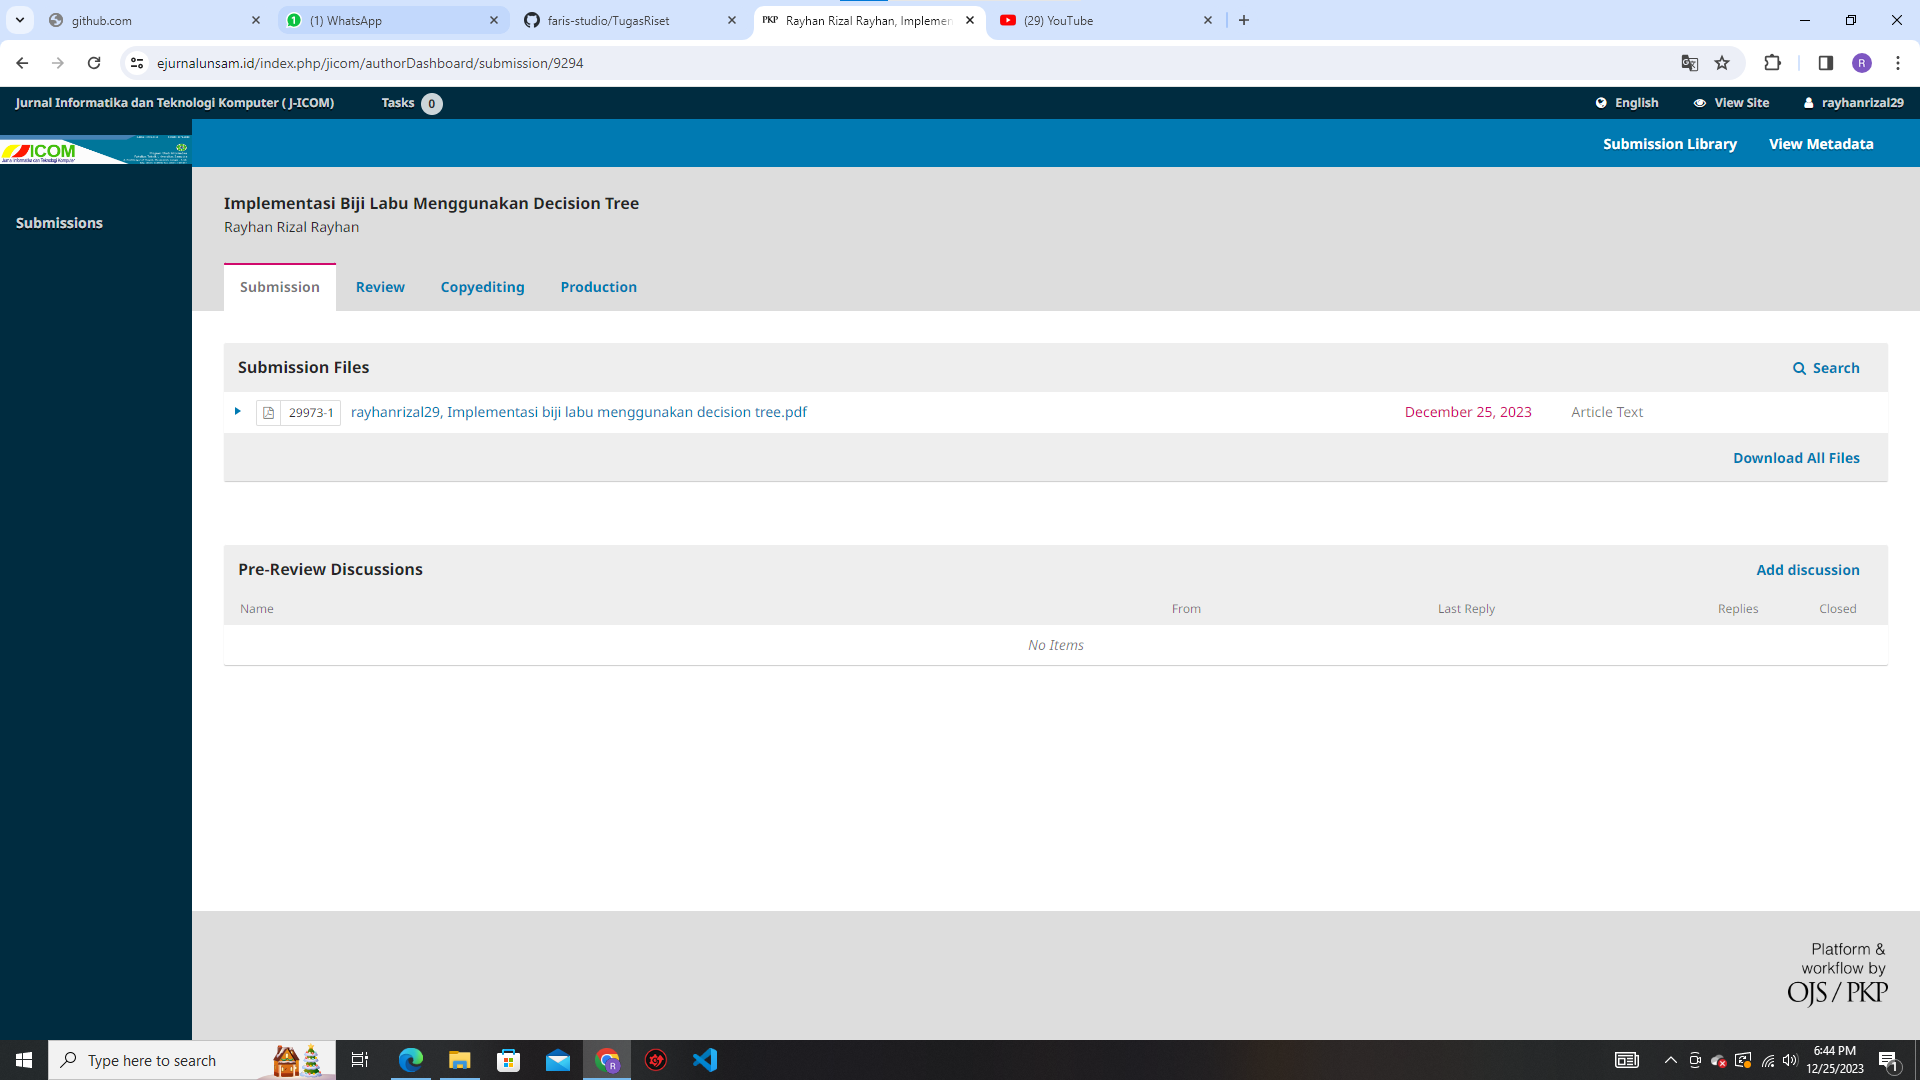 github.com
(1) WhatsApp
faris-studio/TugasRiset
PKP Rayhan Rizal Rayhan, Implemen
(29) YouTube
ejurnalunsam.id/index.php/jicom/authorDashboard/submission/9294
R
Jurnal Informatika dan Teknologi Komputer ( J-ICOM)
Tasks 0
English
View Site
rayhanrizal29
ICOM
Submission Library
View Metadata
Submissions
Implementasi Biji Labu Menggunakan Decision Tree
Rayhan Rizal Rayhan
Submission
Review
Copyediting
Production
Submission Files
Search
29973-1 rayhanrizal29, Implementasi biji labu menggunakan decision tree.pdf December 25, 2023 Article Text
Download All Files
Pre-Review Discussions
Add discussion
Name From Last Reply Replies Closed
No Items
Platform &
workflow by
OJS / PKP
Type here to search
6:44 PM
12/25/2023
1